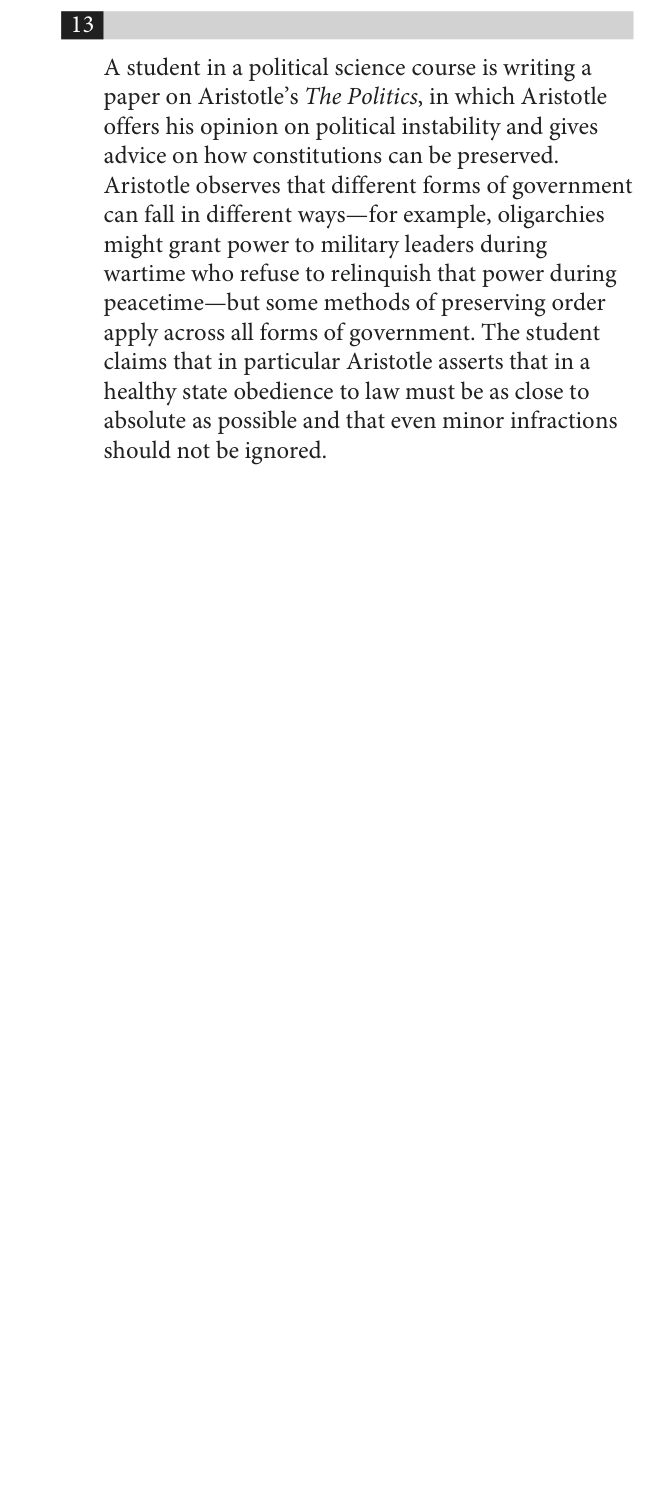 13
A student in a political science course is writing a
paper on Aristotle’s The Politics, in which Aristotle
offers his opinion on political instability and gives
advice on how constitutions can be preserved.
Aristotle observes that different forms of government
can fall in different ways—for example, oligarchies
might grant power to military leaders during
wartime who refuse to relinquish that power during
peacetime—but some methods of preserving order
apply across all forms of government. The student
claims that in particular Aristotle asserts that in a
healthy state obedience to law must be as close to
absolute as possible and that even minor infractions
should not be ignored.